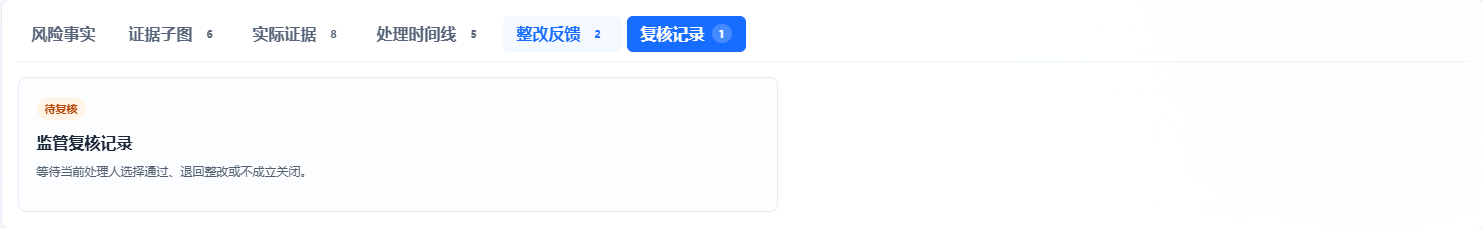 风险事实 证据子图 6 实际证据 8 处理时间线 5 整改反馈 2 复核记录 1
待复核
监管复核记录
等待当前处理人选择通过、退回整改或不成立关闭。